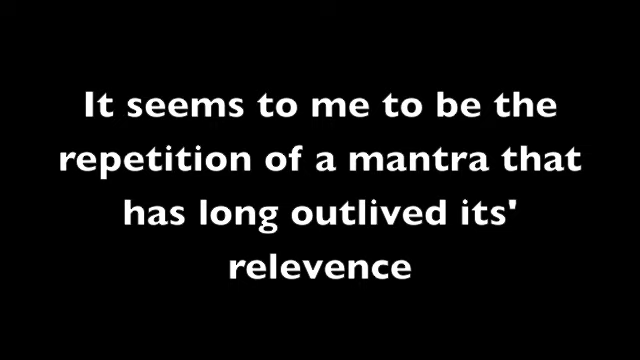 It seems to me to be the
repetition of a mantra that
has long outlived its'
relevence